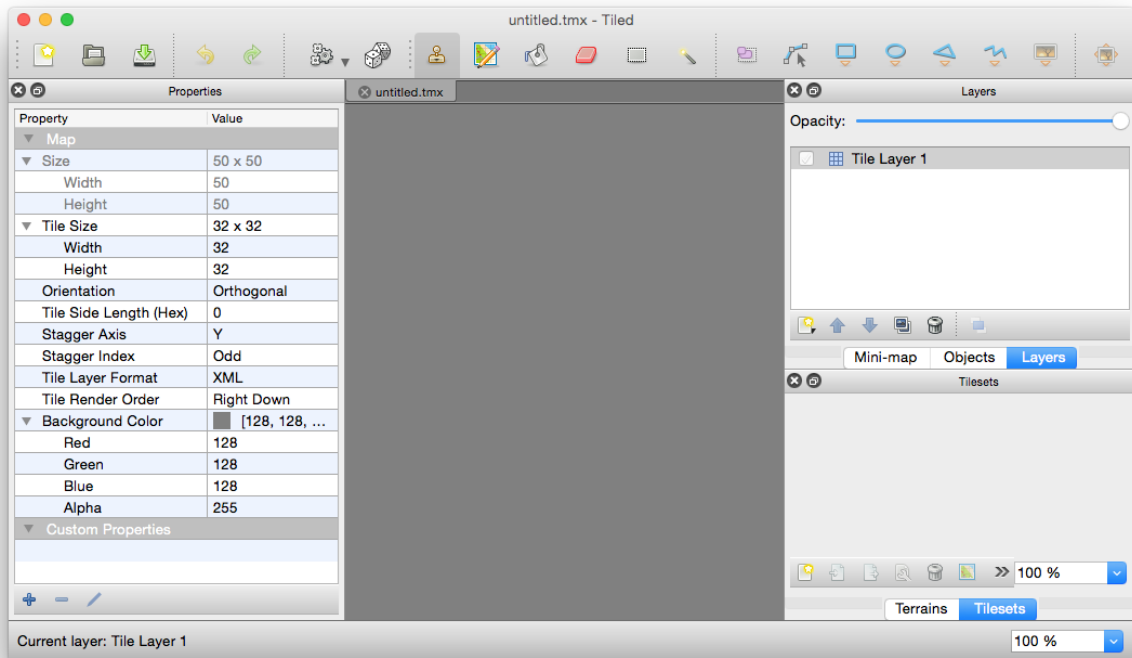 untitled.tmx - Tiled
Properties
untitled.tmx
Layers
Property Value
Map
Size 50 x 50
Width 50
Height 50
Tile Size 32 x 32
Width 32
Height 32
Orientation Orthogonal
Tile Side Length (Hex) 0
Stagger Axis Y
Stagger Index Odd
Tile Layer Format XML
Tile Render Order Right Down
Background Color [128, 128, ...
Red 128
Green 128
Blue 128
Alpha 255
Custom Properties
Opacity:
Tile Layer 1
Mini-map Objects Layers
Tilesets
100 %
Terrains Tilesets
Current layer: Tile Layer 1
100 %